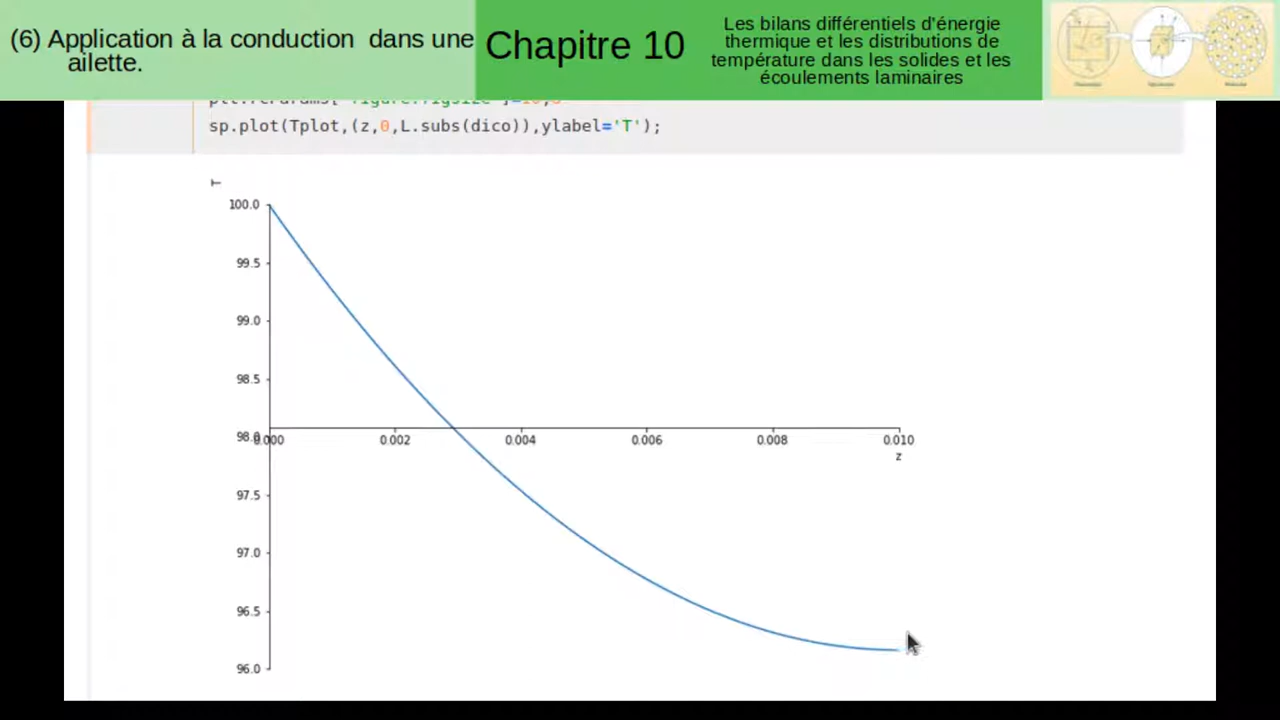 (6) Application à la conduction dans une
ailette.
Chapitre 10
Les bilans différentiels d'énergie
thermique et les distributions de
température dans les solides et les
écoulements laminaires
sp.plot(Tplot,(z,0,L.subs(dico)),ylabel='T');
T
100.0
99.5
99.0
98.5
98.0
97.5
97.0
96.5
96.0
0.000
0.002
0.004
0.006
0.008
0.010
z